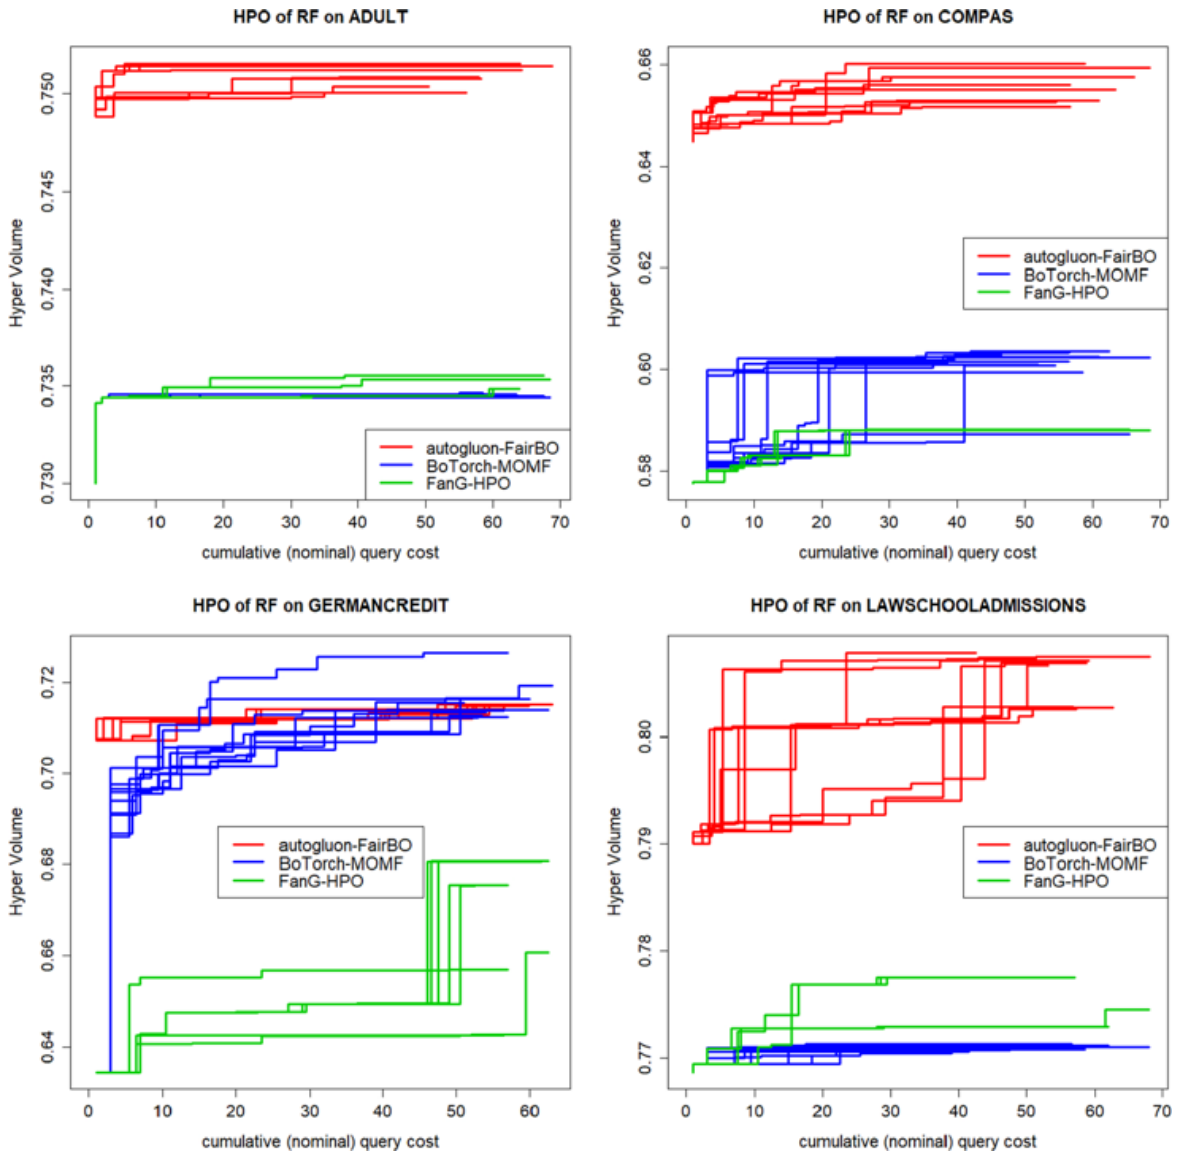 HPO of RF on ADULT
Hyper Volume
0.750
0.745
0.740
0.735
0.730
autogluon-FairBO
BoTorch-MOMF
FanG-HPO
0 10 20 30 40 50 60 70
cumulative (nominal) query cost
HPO of RF on COMPAS
Hyper Volume
0.66
0.64
0.62
0.60
0.58
autogluon-FairBO
BoTorch-MOMF
FanG-HPO
0 10 20 30 40 50 60 70
cumulative (nominal) query cost
HPO of RF on GERMANCREDIT
Hyper Volume
0.72
0.70
0.68
0.66
0.64
autogluon-FairBO
BoTorch-MOMF
FanG-HPO
0 10 20 30 40 50 60
cumulative (nominal) query cost
HPO of RF on LAWSCHOOLADMISSIONS
Hyper Volume
0.80
0.79
0.78
0.77
autogluon-FairBO
BoTorch-MOMF
FanG-HPO
0 10 20 30 40 50 60 70
cumulative (nominal) query cost